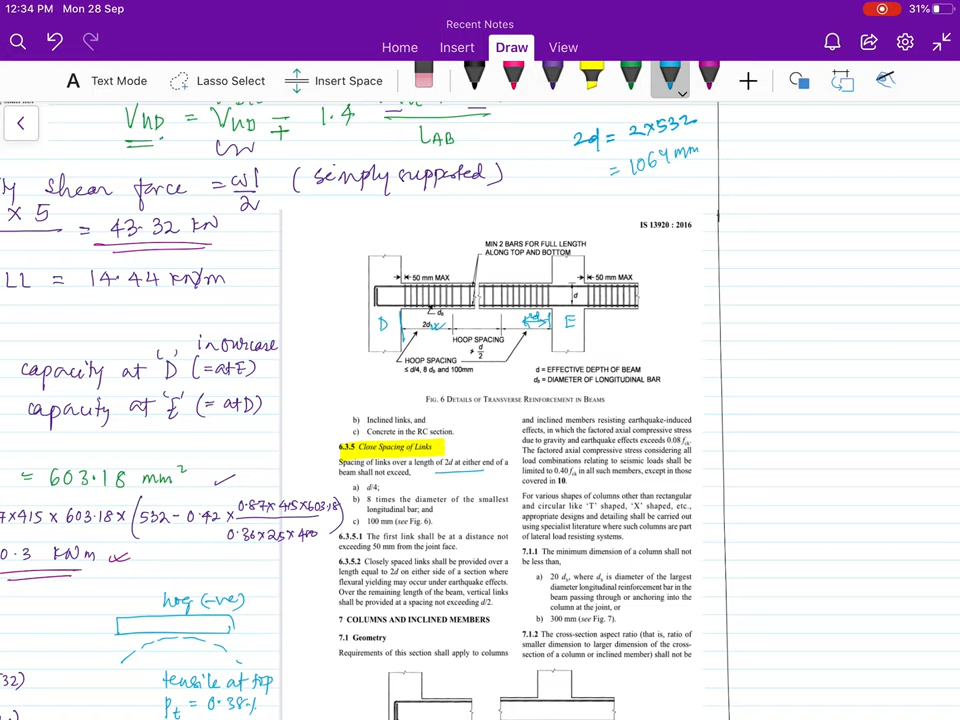 12:34 PM Mon 28 Sep
31%
Recent Notes
Home Insert Draw View
A Text Mode Lasso Select Insert Space
V_uD = V_uD ∓ 1.4
L_AB
2d = 2×532
= 1064 mm
shear force = wl/2 (simply supported)
× 5
= 43.32 kN
LL = 14.44 kN/m
in our case
capacity at 'D' (= at E)
capacity at 'E' (= at D)
= 603.18 mm²
7×415 × 603.18 × (532 - 0.42 × 0.87×415×603.18 / 0.36×25×400)
0.3 kNm
hog (-ve)
tensile at top
Pt = 0.38%
32)
IS 13920 : 2016
MIN 2 BARS FOR FULL LENGTH
ALONG TOP AND BOTTOM
50 mm MAX
50 mm MAX
d
db
D
2d
2d
E
HOOP SPACING
d/2
HOOP SPACING
≤ d/4, 8 db and 100mm
d = EFFECTIVE DEPTH OF BEAM
db = DIAMETER OF LONGITUDINAL BAR
FIG. 6 DETAILS OF TRANSVERSE REINFORCEMENT IN BEAMS
b) Inclined links, and
c) Concrete in the RC section.
6.3.5 Close Spacing of Links
Spacing of links over a length of 2d at either end of a
beam shall not exceed,
a) d/4;
b) 8 times the diameter of the smallest
longitudinal bar; and
c) 100 mm (see Fig. 6).
6.3.5.1 The first link shall be at a distance not
exceeding 50 mm from the joint face.
6.3.5.2 Closely spaced links shall be provided over a
length equal to 2d on either side of a section where
flexural yielding may occur under earthquake effects.
Over the remaining length of the beam, vertical links
shall be provided at a spacing not exceeding d/2.
7 COLUMNS AND INCLINED MEMBERS
7.1 Geometry
Requirements of this section shall apply to columns
and inclined members resisting earthquake-induced
effects, in which the factored axial compressive stress
due to gravity and earthquake effects exceeds 0.08 fck.
The factored axial compressive stress considering all
load combinations relating to seismic loads shall be
limited to 0.40 fck in all such members, except in those
covered in 10.
For various shapes of columns other than rectangular
and circular like 'T' shaped, 'X' shaped, etc.,
appropriate designs and detailing shall be carried out
using specialist literature where such columns are part
of lateral load resisting systems.
7.1.1 The minimum dimension of a column shall not
be less than,
a) 20 db, where db is diameter of the largest
diameter longitudinal reinforcement bar in the
beam passing through or anchoring into the
column at the joint, or
b) 300 mm (see Fig. 7).
7.1.2 The cross-section aspect ratio (that is, ratio of
smaller dimension to larger dimension of the cross-
section of a column or inclined member) shall not be